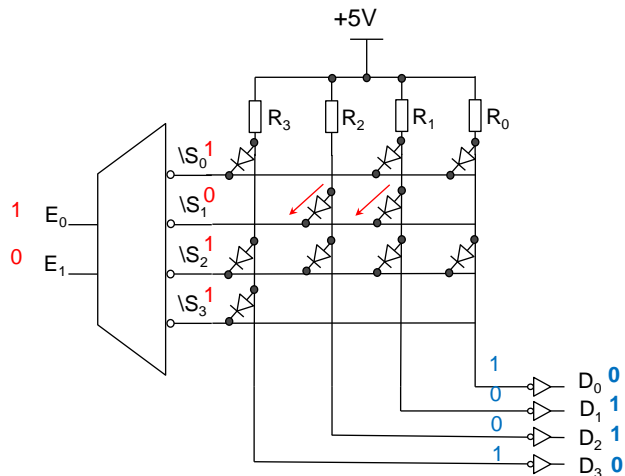 +5V
R3 R2 R1 R0
\S0 1
\S1 0
1 E0
\S2 1
0 E1
\S3 1
1 D0 0
0 D1 1
0 D2 1
1 D3 0